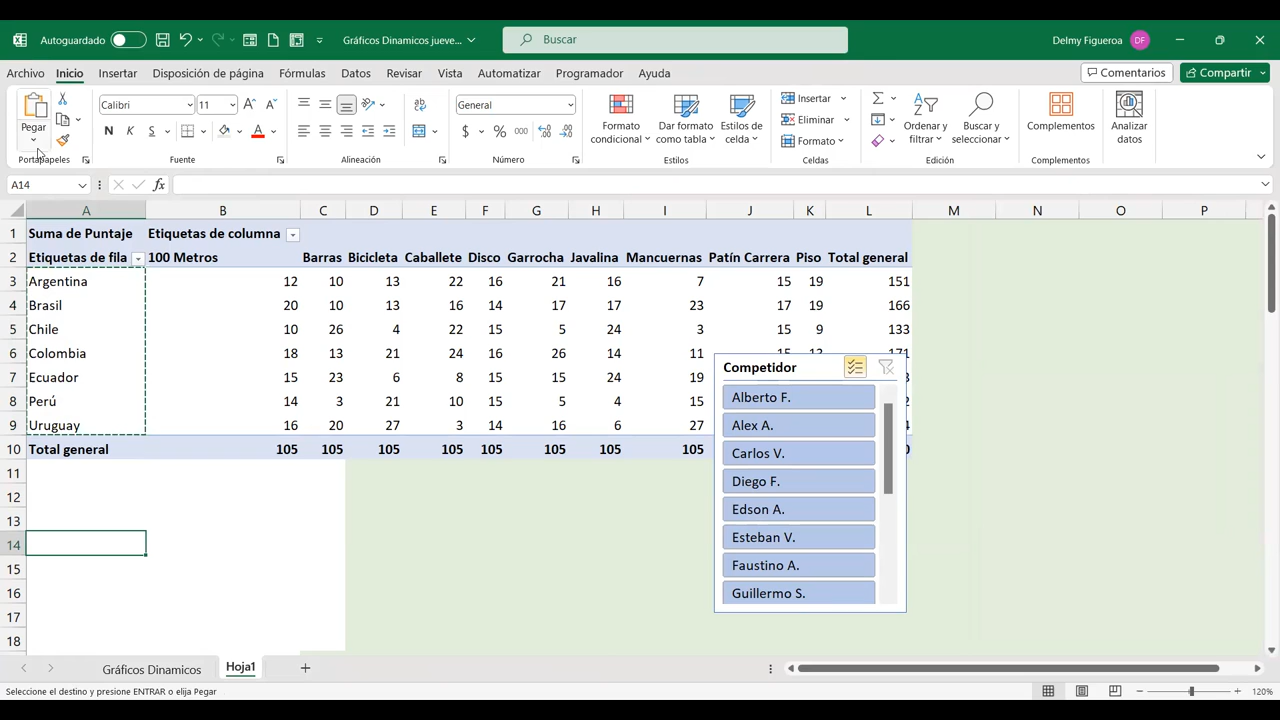 Autoguardado Gráficos Dinamicos jueve... Buscar Delmy Figueroa DF
Archivo Inicio Insertar Disposición de página Fórmulas Datos Revisar Vista Automatizar Programador Ayuda Comentarios Compartir
Pegar
Portapapeles
Calibri 11
N K S
Fuente
Alineación
General
$ % 000
Número
Formato condicional
Dar formato como tabla
Estilos de celda
Estilos
Insertar
Eliminar
Formato
Celdas
Ordenar y filtrar
Buscar y seleccionar
Edición
Complementos
Complementos
Analizar datos
A14 fx
A B C D E F G H I J K L M N O P
1 Suma de Puntaje Etiquetas de columna
2 Etiquetas de fila 100 Metros Barras Bicicleta Caballete Disco Garrocha Javalina Mancuernas Patín Carrera Piso Total general
3 Argentina 12 10 13 22 16 21 16 7 15 19 151
4 Brasil 20 10 13 16 14 17 17 23 17 19 166
5 Chile 10 26 4 22 15 5 24 3 15 9 133
6 Colombia 18 13 21 24 16 26 14 11 15 171
7 Ecuador 15 23 6 8 15 15 24 19
8 Perú 14 3 21 10 15 5 4 15 2
9 Uruguay 16 20 27 3 14 16 6 27 4
10 Total general 105 105 105 105 105 105 105 105 0
11
12
13
14
15
16
17
18
Competidor
Alberto F.
Alex A.
Carlos V.
Diego F.
Edson A.
Esteban V.
Faustino A.
Guillermo S.
Gráficos Dinamicos Hoja1
Seleccione el destino y presione ENTRAR o elija Pegar 120%